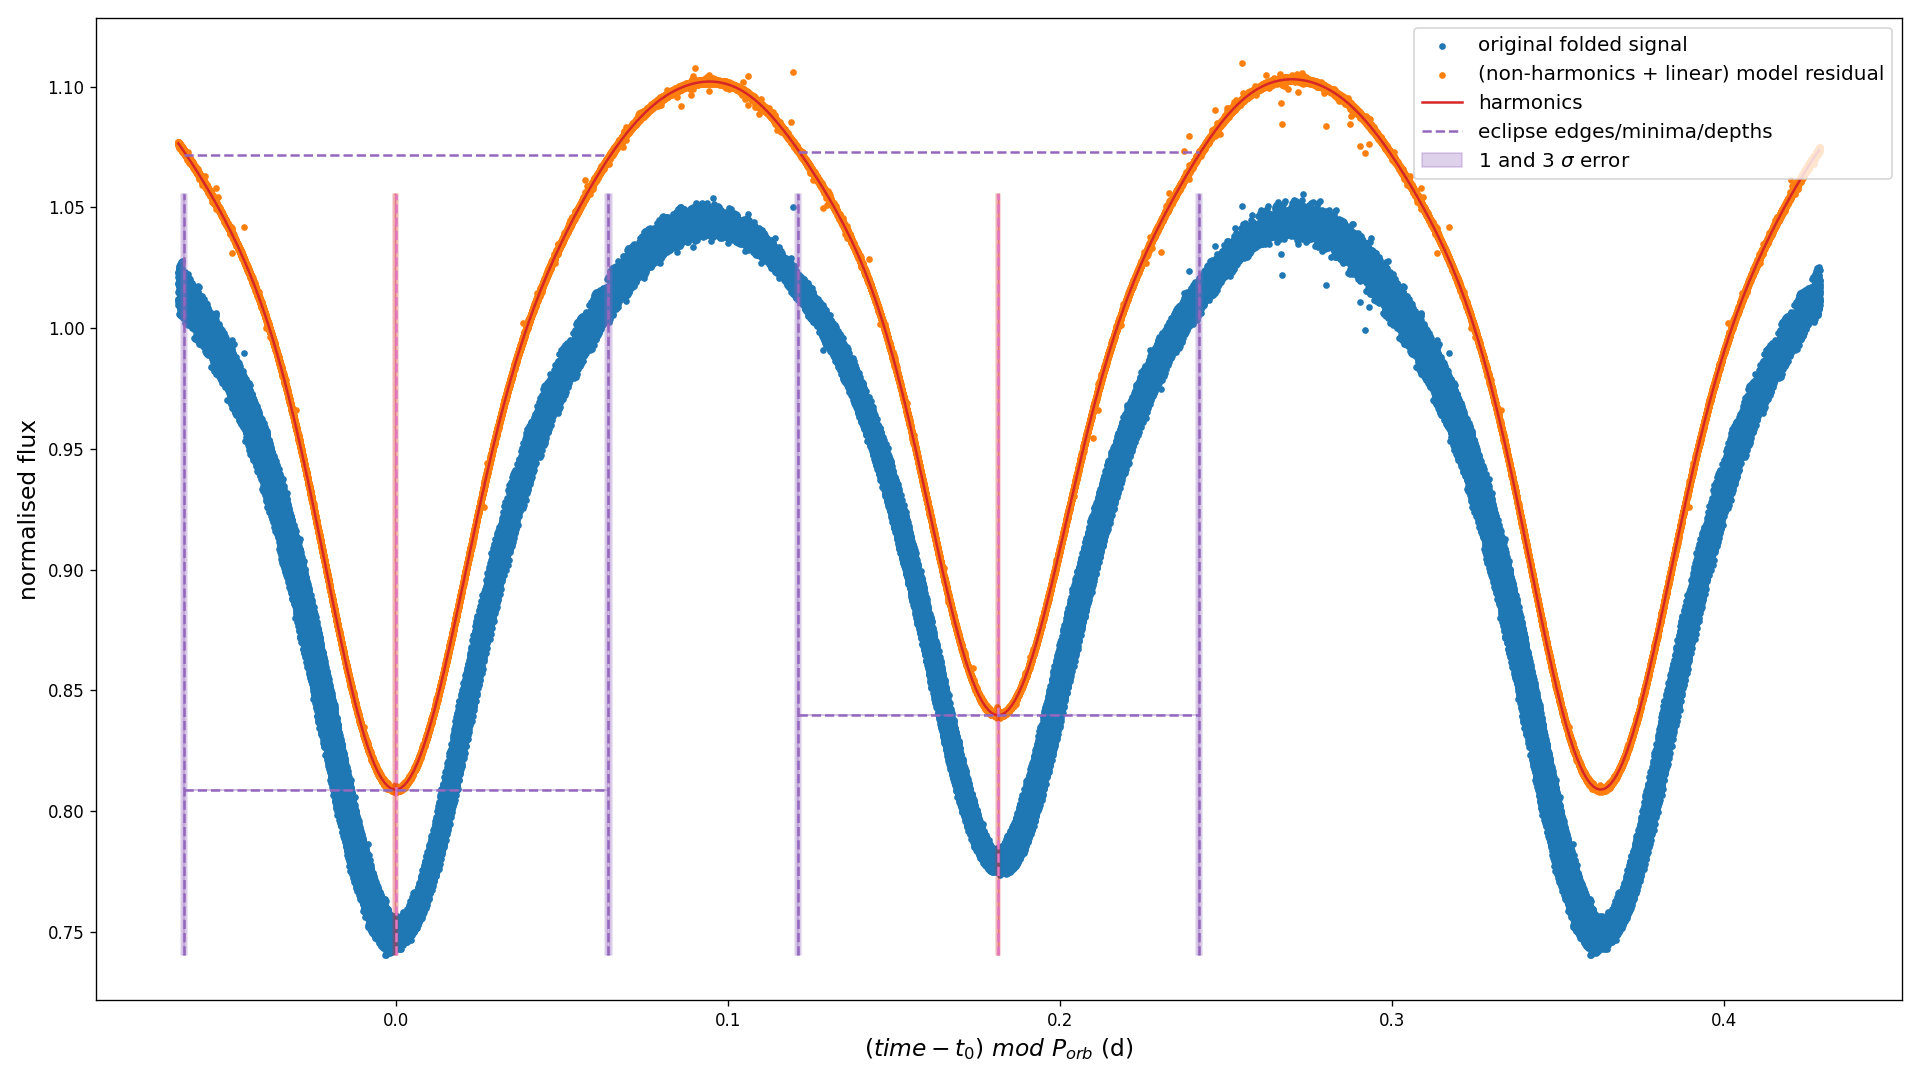 original folded signal
(non-harmonics + linear) model residual
harmonics
eclipse edges/minima/depths
1 and 3 σ error
1.10
1.05
1.00
0.95
0.90
0.85
0.80
0.75
normalised flux
0.0 0.1 0.2 0.3 0.4
(time − t₀) mod Pₒᵣb (d)